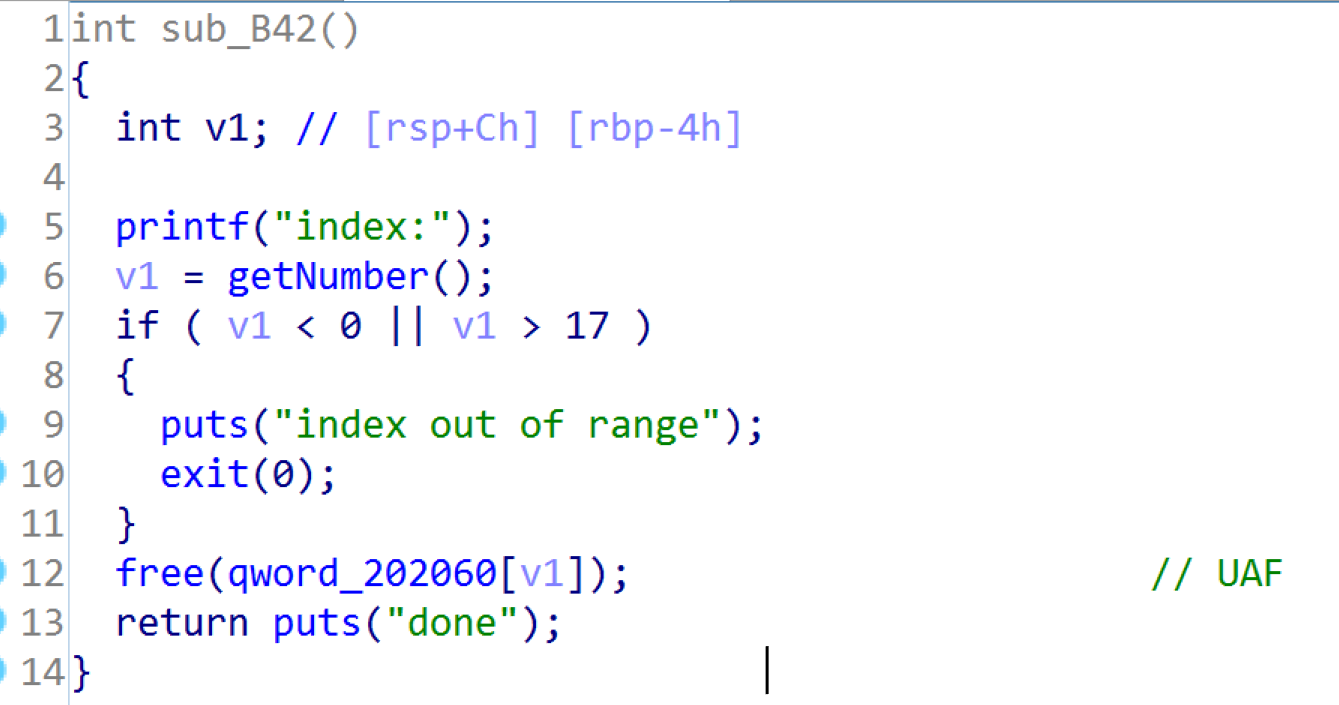 1 int sub_B42()
2 {
3   int v1; // [rsp+Ch] [rbp-4h]
4
5   printf("index:");
6   v1 = getNumber();
7   if ( v1 < 0 || v1 > 17 )
8   {
9     puts("index out of range");
10     exit(0);
11   }
12   free(qword_202060[v1]); // UAF
13   return puts("done");
14 }